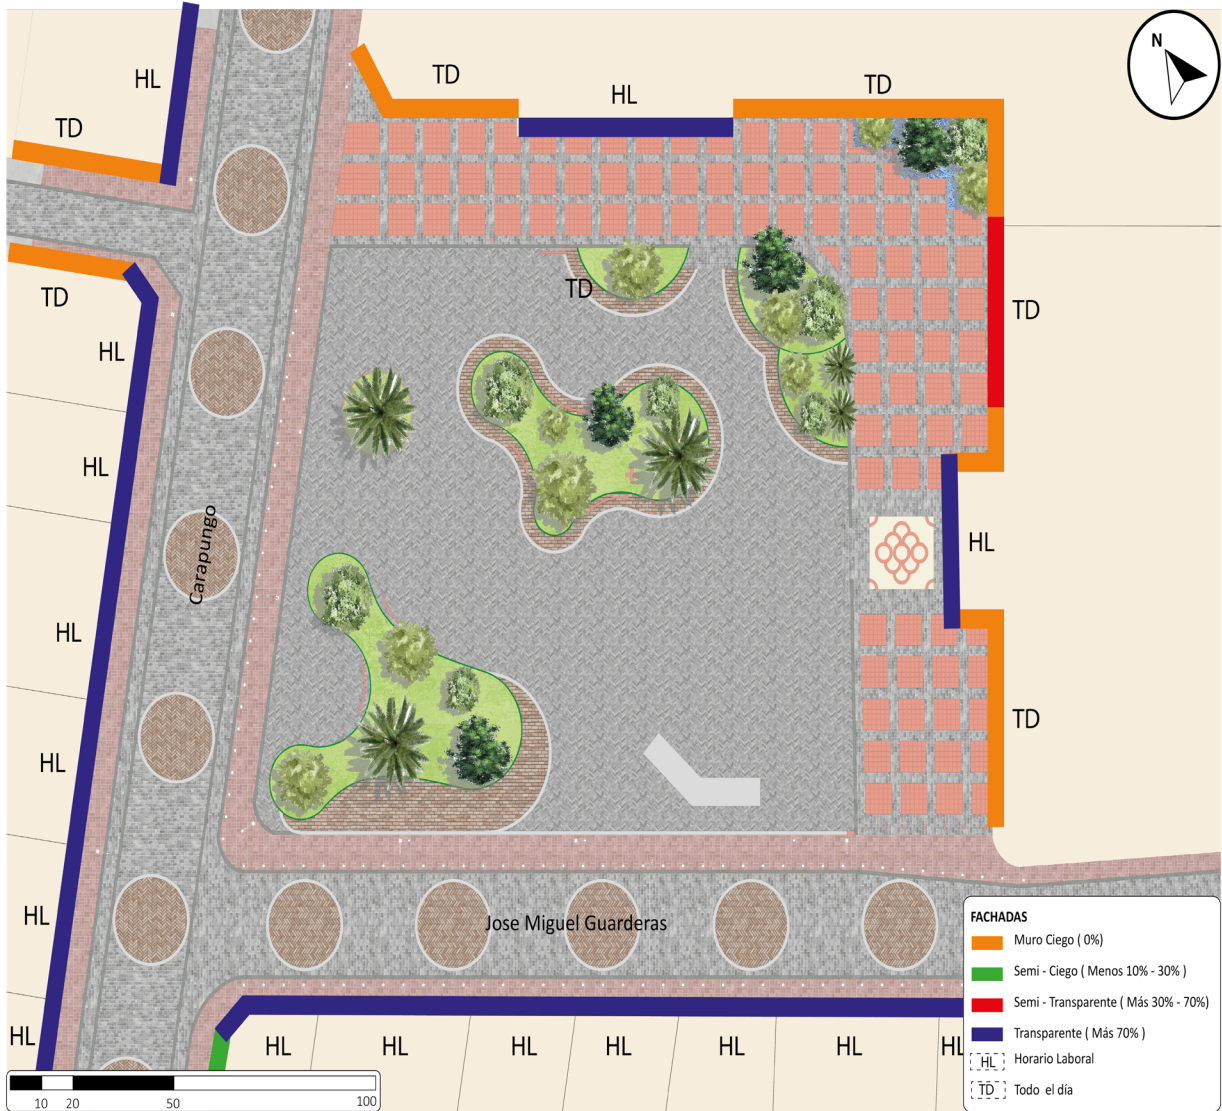 N
TD
HL
TD
HL
TD
TD
TD
TD
HL
HL
HL
HL
HL
HL
HL
HL
TD
Carapungo
Jose Miguel Guarderas
HL
HL
HL
HL
HL
HL
HL
FACHADAS
Muro Ciego ( 0%)
Semi - Ciego ( Menos 10% - 30% )
Semi - Transparente ( Más 30% - 70%)
Transparente ( Más 70% )
HL Horario Laboral
TD Todo el día
10 20 50 100